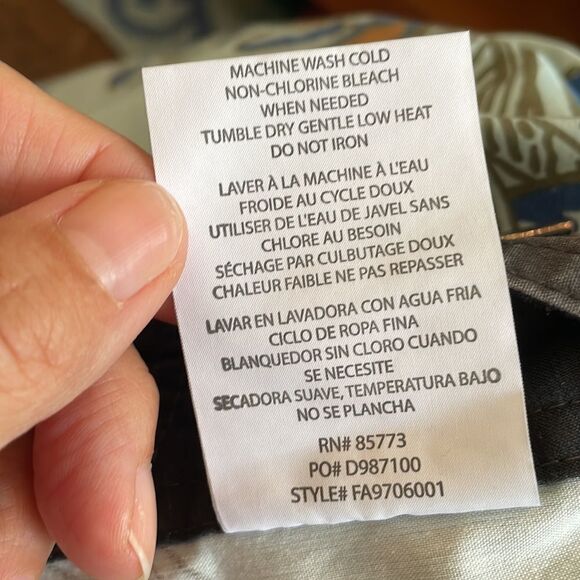 MACHINE WASH COLD
NON-CHLORINE BLEACH
WHEN NEEDED
TUMBLE DRY GENTLE LOW HEAT
DO NOT IRON
LAVER À LA MACHINE À L'EAU
FROIDE AU CYCLE DOUX
UTILISER DE L'EAU DE JAVEL SANS
CHLORE AU BESOIN
SÉCHAGE PAR CULBUTAGE DOUX
CHALEUR FAIBLE NE PAS REPASSER
LAVAR EN LAVADORA CON AGUA FRIA
CICLO DE ROPA FINA
BLANQUEDOR SIN CLORO CUANDO
SE NECESITE
SECADORA SUAVE, TEMPERATURA BAJO
NO SE PLANCHA
RN# 85773
PO# D987100
STYLE# FA9706001